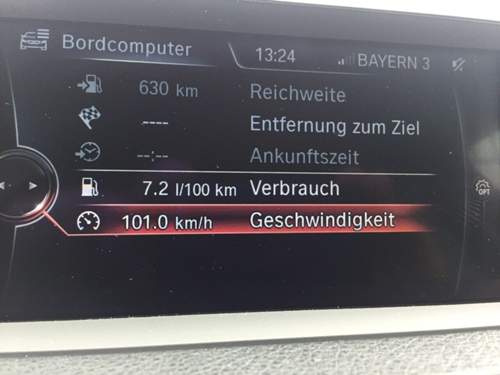 Bordcomputer 13:24 BAYERN 3
630 km Reichweite
---- Entfernung zum Ziel
--:-- Ankunftszeit
7.2 l/100 km Verbrauch
101.0 km/h Geschwindigkeit
OPT